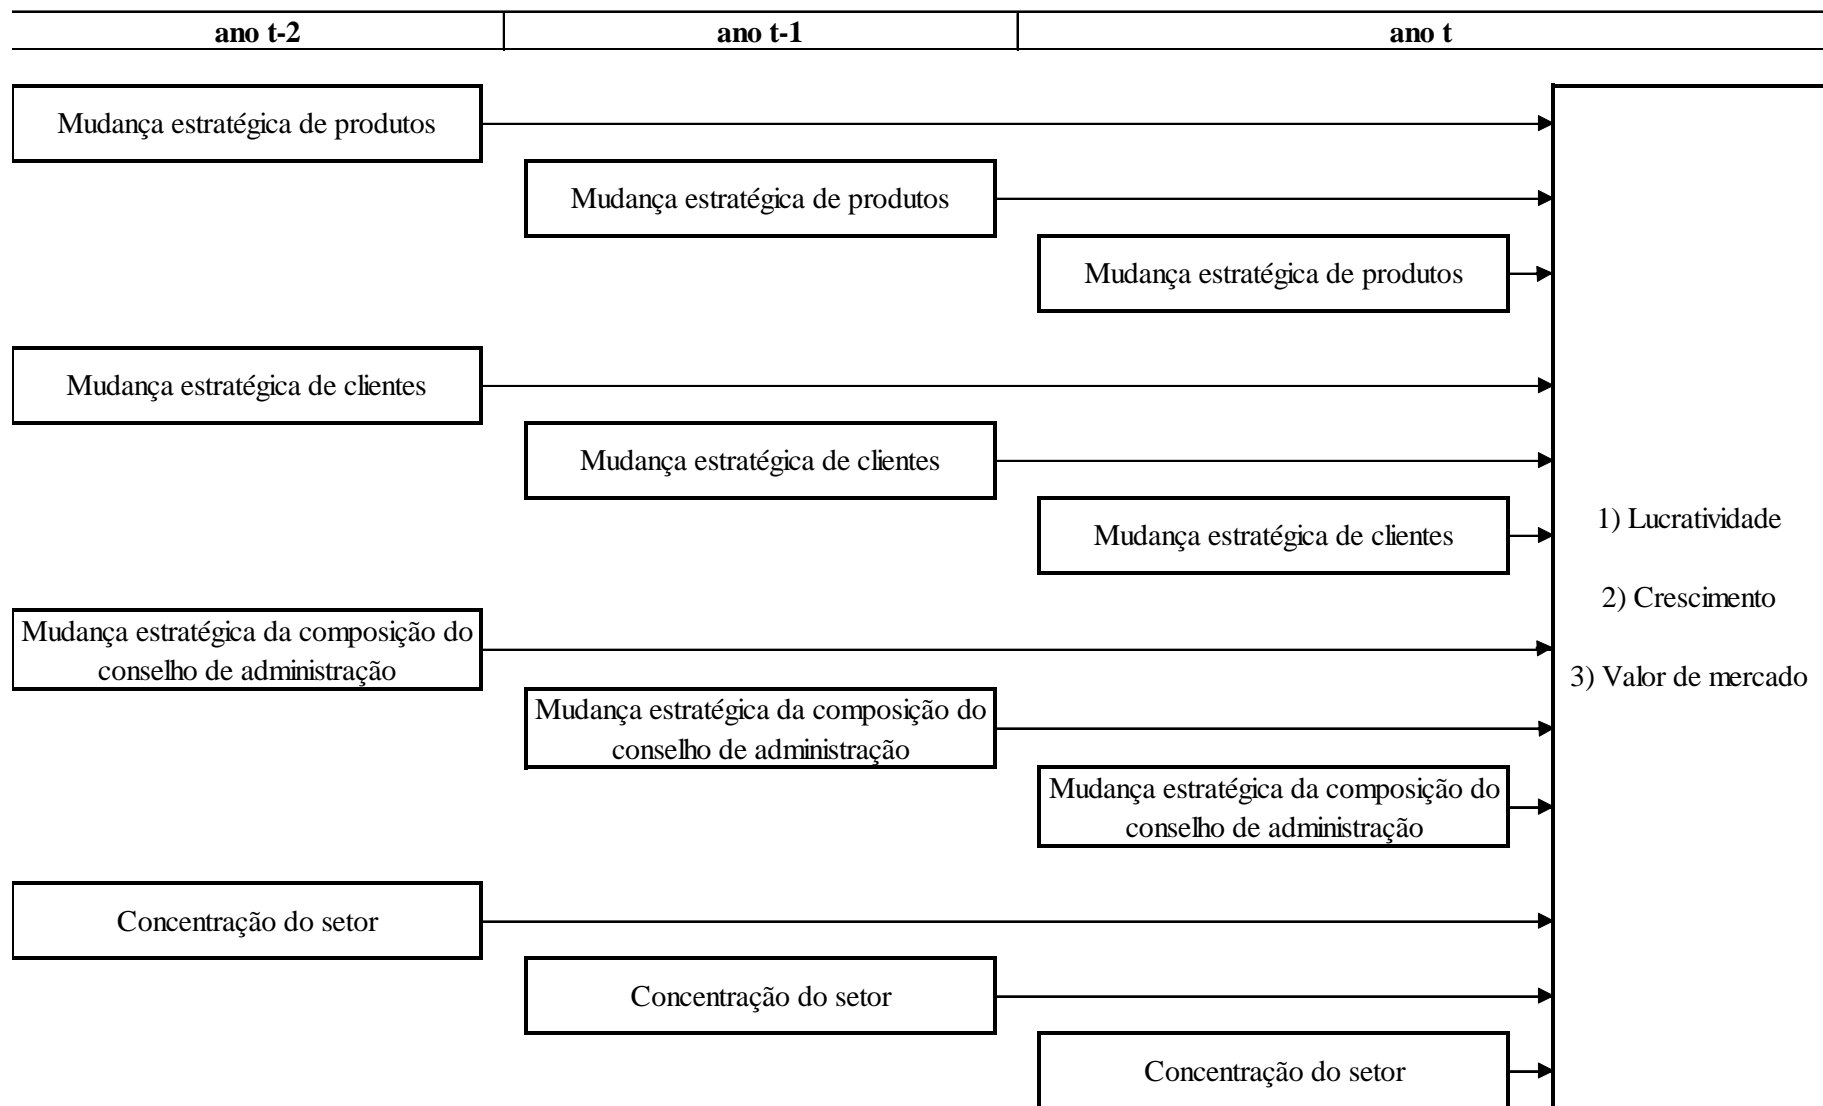 ano t-2
ano t-1
ano t
Mudança estratégica de produtos
Mudança estratégica de produtos
Mudança estratégica de produtos
Mudança estratégica de clientes
Mudança estratégica de clientes
Mudança estratégica de clientes
1) Lucratividade
2) Crescimento
3) Valor de mercado
Mudança estratégica da composição do
conselho de administração
Mudança estratégica da composição do
conselho de administração
Mudança estratégica da composição do
conselho de administração
Concentração do setor
Concentração do setor
Concentração do setor